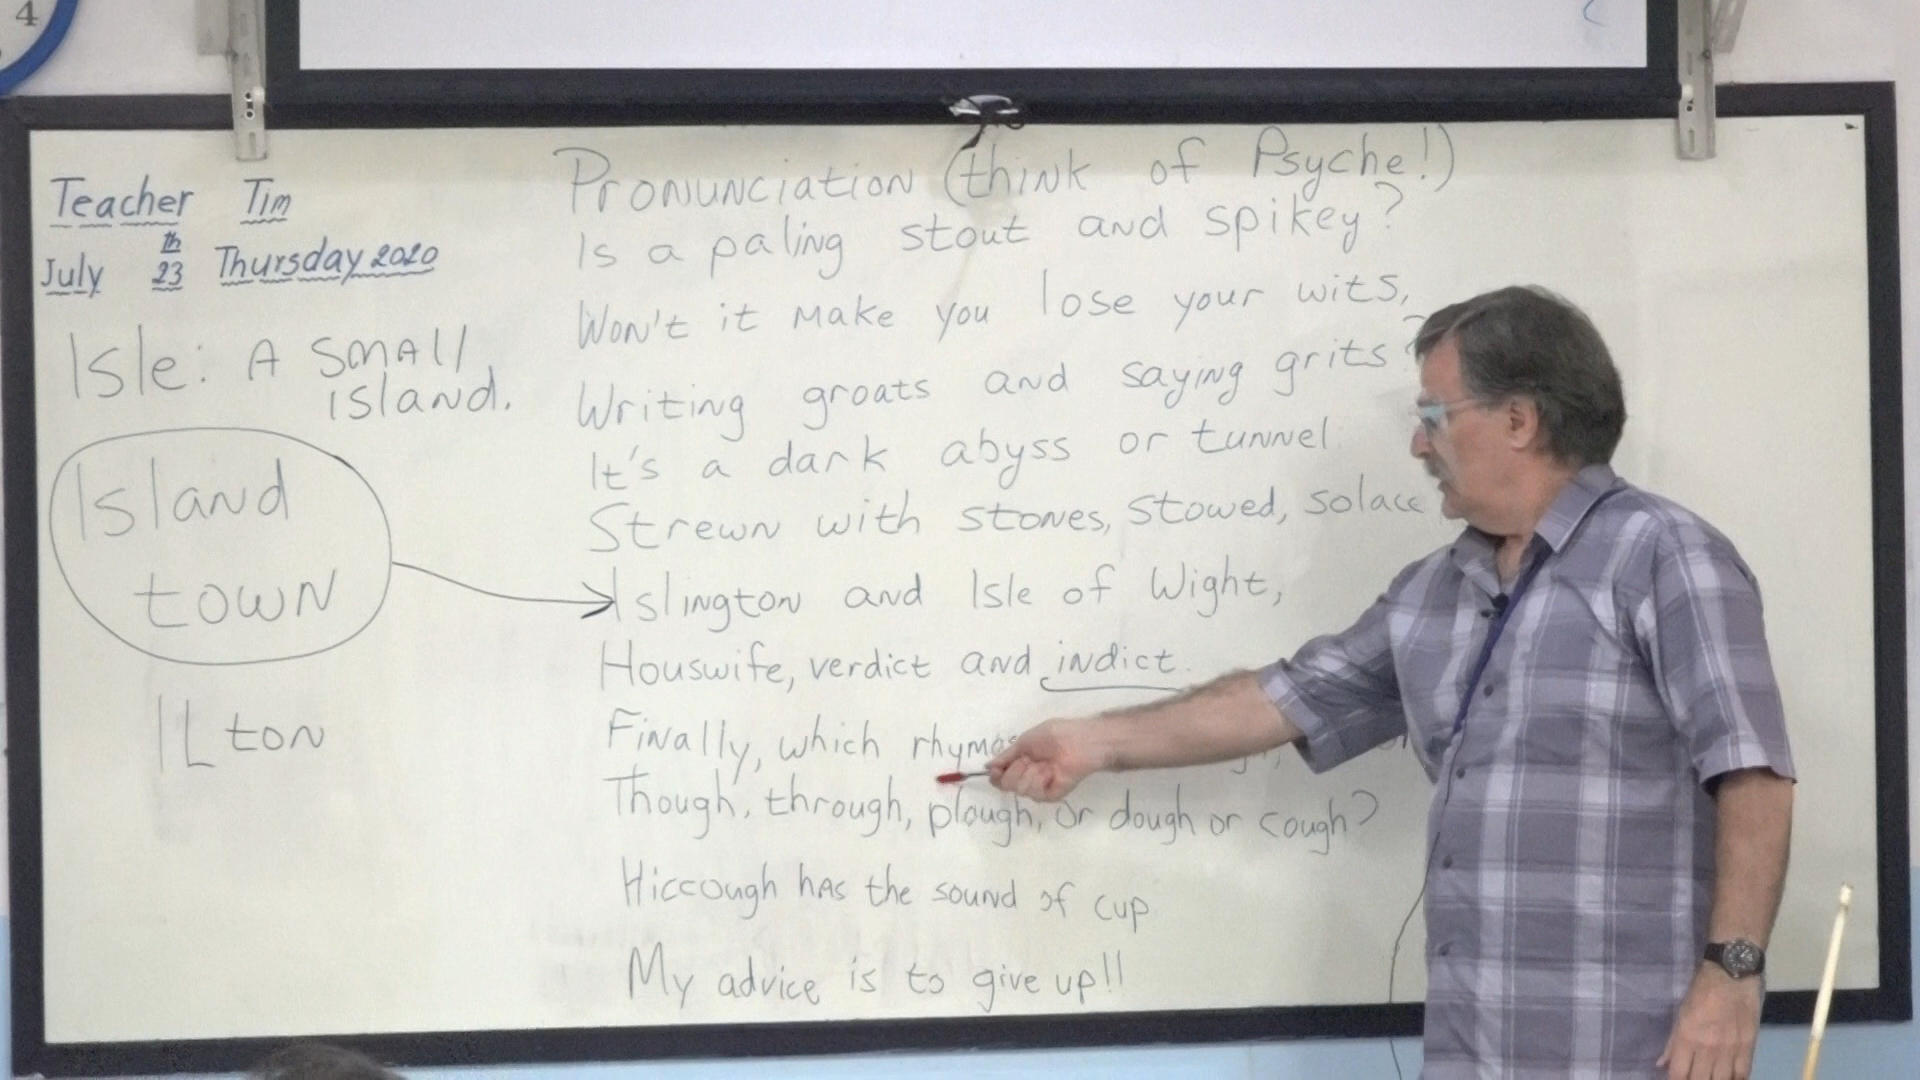 4
Teacher Tim
July 23th Thursday 2020
Isle: A small
island.
Island
town
ILton
Pronunciation (think of Psyche!)
Is a paling stout and spikey?
Won't it make you lose your wits,
Writing groats and saying grits?
It's a dark abyss or tunnel.
Strewn with stones, stowed, solace
Islington and Isle of Wight,
Houswife, verdict and indict.
Finally, which rhymes
Though, through, plough, or dough or cough?
Hiccough has the sound of cup
My advice is to give up!!